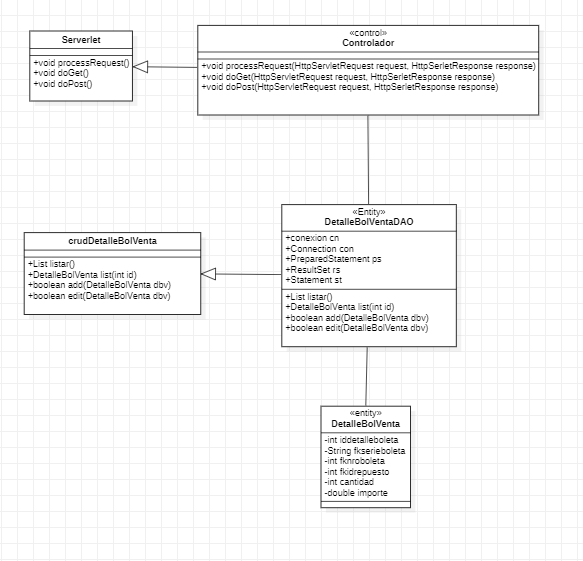 Serverlet
+void processRequest()
+void doGet()
+void doPost()
«control»
Controlador
+void processRequest(HttpServletRequest request, HttpSerletResponse response)
+void doGet(HttpServletRequest request, HttpSerletResponse response)
+void doPost(HttpServletRequest request, HttpSerletResponse response)
«Entity»
DetalleBolVentaDAO
+conexion cn
+Connection con
+PreparedStatement ps
+ResultSet rs
+Statement st
+List listar()
+DetalleBolVenta list(int id)
+boolean add(DetalleBolVenta dbv)
+boolean edit(DetalleBolVenta dbv)
crudDetalleBolVenta
+List listar()
+DetalleBolVenta list(int id)
+boolean add(DetalleBolVenta dbv)
+boolean edit(DetalleBolVenta dbv)
«entity»
DetalleBolVenta
-int iddetalleboleta
-String fkserieboleta
-int fknroboleta
-int fkidrepuesto
-int cantidad
-double importe